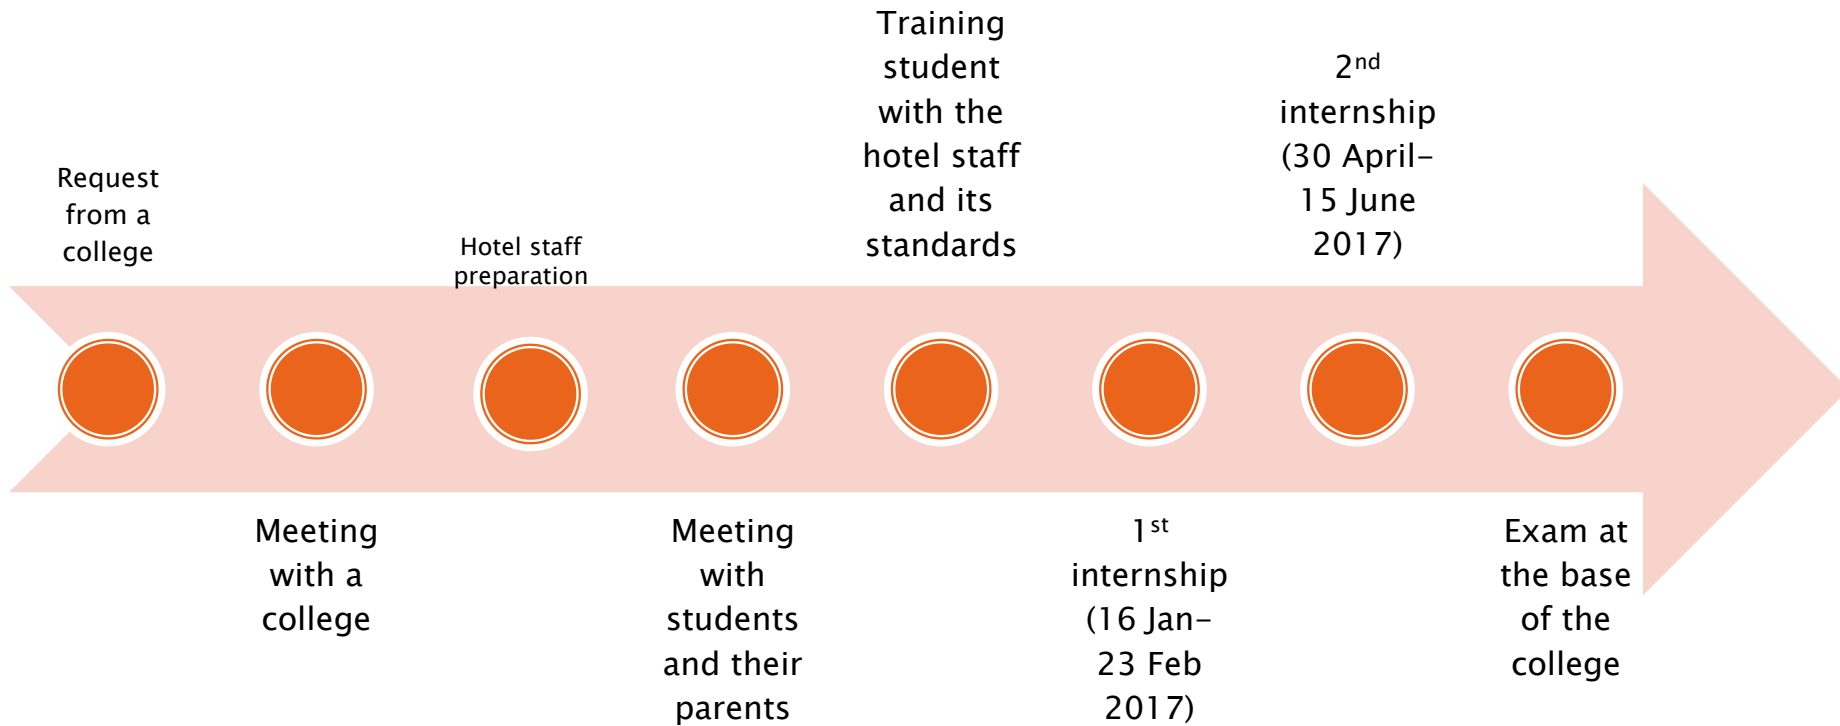 Request
from a
college
Meeting
with a
college
Hotel staff
preparation
Meeting
with
students
and their
parents
Training
student
with the
hotel staff
and its
standards
1st
internship
(16 Jan–
23 Feb
2017)
2nd
internship
(30 April–
15 June
2017)
Exam at
the base
of the
college